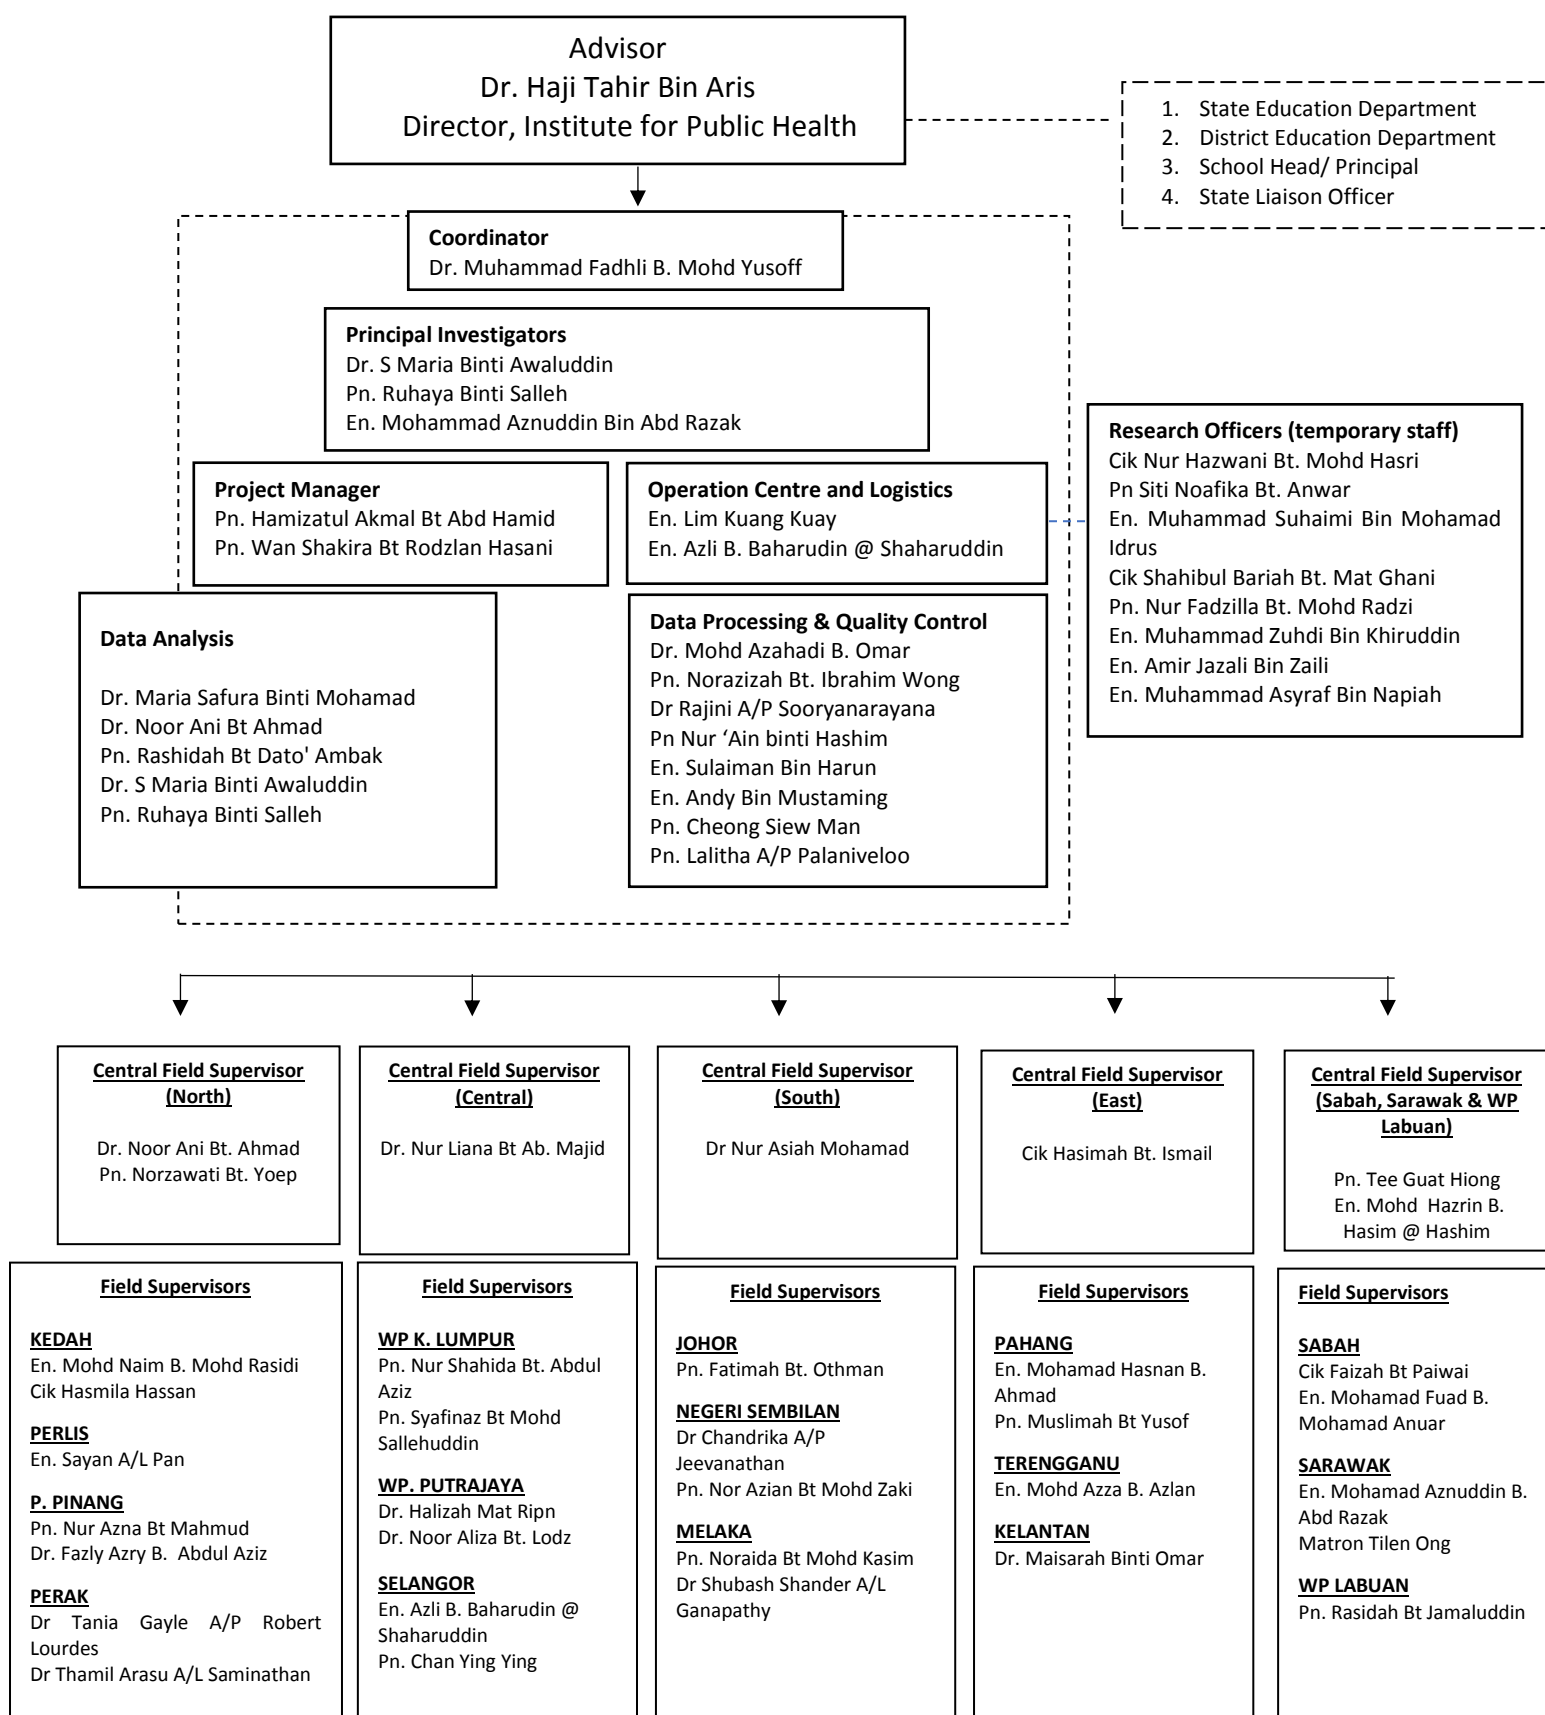 Advisor
Dr. Haji Tahir Bin Aris
Director, Institute for Public Health
1. State Education Department
2. District Education Department
3. School Head/ Principal
4. State Liaison Officer
Coordinator
Dr. Muhammad Fadhli B. Mohd Yusoff
Principal Investigators
Dr. S Maria Binti Awaluddin
Pn. Ruhaya Binti Salleh
En. Mohammad Aznuddin Bin Abd Razak
Project Manager
Pn. Hamizatul Akmal Bt Abd Hamid
Pn. Wan Shakira Bt Rodzlan Hasani
Operation Centre and Logistics
En. Lim Kuang Kuay
En. Azli B. Baharudin @ Shaharuddin
Research Officers (temporary staff)
Cik Nur Hazwani Bt. Mohd Hasri
Pn Siti Noafika Bt. Anwar
En. Muhammad Suhaimi Bin Mohamad
Idrus
Cik Shahibul Bariah Bt. Mat Ghani
Pn. Nur Fadzilla Bt. Mohd Radzi
En. Muhammad Zuhdi Bin Khiruddin
En. Amir Jazali Bin Zaili
En. Muhammad Asyraf Bin Napiah
Data Analysis
Dr. Maria Safura Binti Mohamad
Dr. Noor Ani Bt Ahmad
Pn. Rashidah Bt Dato' Ambak
Dr. S Maria Binti Awaluddin
Pn. Ruhaya Binti Salleh
Data Processing & Quality Control
Dr. Mohd Azahadi B. Omar
Pn. Norazizah Bt. Ibrahim Wong
Dr Rajini A/P Sooryanarayana
Pn Nur ‘Ain binti Hashim
En. Sulaiman Bin Harun
En. Andy Bin Mustaming
Pn. Cheong Siew Man
Pn. Lalitha A/P Palaniveloo
Central Field Supervisor
(North)
Dr. Noor Ani Bt. Ahmad
Pn. Norzawati Bt. Yoep
Central Field Supervisor
(Central)
Dr. Nur Liana Bt Ab. Majid
Central Field Supervisor
(South)
Dr Nur Asiah Mohamad
Central Field Supervisor
(East)
Cik Hasimah Bt. Ismail
Central Field Supervisor
(Sabah, Sarawak & WP
Labuan)
Pn. Tee Guat Hiong
En. Mohd Hazrin B.
Hasim @ Hashim
Field Supervisors
KEDAH
En. Mohd Naim B. Mohd Rasidi
Cik Hasmila Hassan
PERLIS
En. Sayan A/L Pan
P. PINANG
Pn. Nur Azna Bt Mahmud
Dr. Fazly Azry B. Abdul Aziz
PERAK
Dr Tania Gayle A/P Robert
Lourdes
Dr Thamil Arasu A/L Saminathan
Field Supervisors
WP K. LUMPUR
Pn. Nur Shahida Bt. Abdul
Aziz
Pn. Syafinaz Bt Mohd
Sallehuddin
WP. PUTRAJAYA
Dr. Halizah Mat Ripn
Dr. Noor Aliza Bt. Lodz
SELANGOR
En. Azli B. Baharudin @
Shaharuddin
Pn. Chan Ying Ying
Field Supervisors
JOHOR
Pn. Fatimah Bt. Othman
NEGERI SEMBILAN
Dr Chandrika A/P
Jeevanathan
Pn. Nor Azian Bt Mohd Zaki
MELAKA
Pn. Noraida Bt Mohd Kasim
Dr Shubash Shander A/L
Ganapathy
Field Supervisors
PAHANG
En. Mohamad Hasnan B.
Ahmad
Pn. Muslimah Bt Yusof
TERENGGANU
En. Mohd Azza B. Azlan
KELANTAN
Dr. Maisarah Binti Omar
Field Supervisors
SABAH
Cik Faizah Bt Paiwai
En. Mohamad Fuad B.
Mohamad Anuar
SARAWAK
En. Mohamad Aznuddin B.
Abd Razak
Matron Tilen Ong
WP LABUAN
Pn. Rasidah Bt Jamaluddin